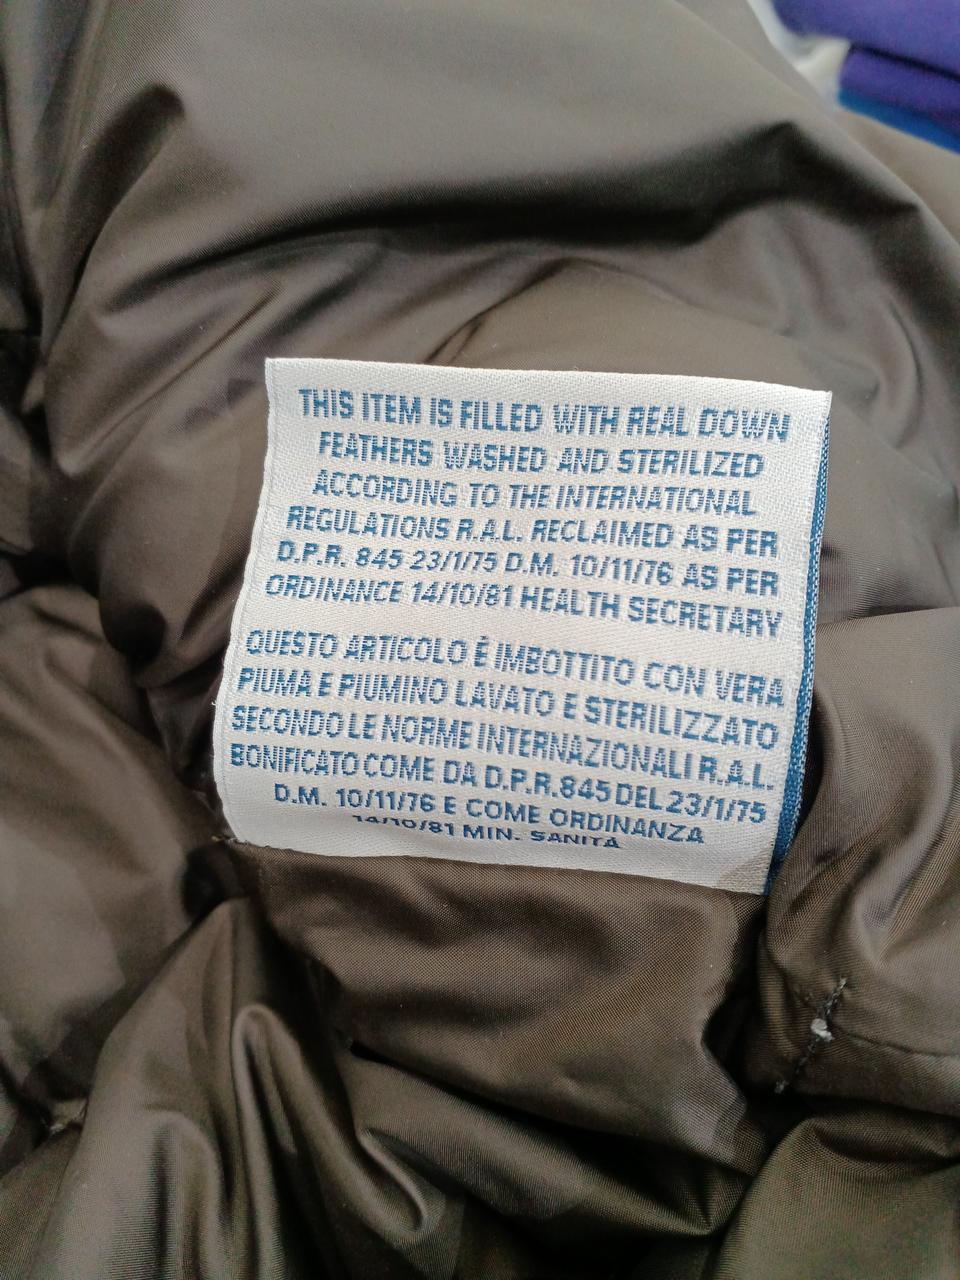 THIS ITEM IS FILLED WITH REAL DOWN
FEATHERS WASHED AND STERILIZED
ACCORDING TO THE INTERNATIONAL
REGULATIONS R.A.L. RECLAIMED AS PER
D.P.R. 845 23/1/75 D.M. 10/11/76 AS PER
ORDINANCE 14/10/81 HEALTH SECRETARY
QUESTO ARTICOLO È IMBOTTITO CON VERA
PIUMA E PIUMINO LAVATO E STERILIZZATO
SECONDO LE NORME INTERNAZIONALI R.A.L.
BONIFICATO COME DA D.P.R.845 DEL 23/1/75
D.M. 10/11/76 E COME ORDINANZA
14/10/81 MIN. SANITA